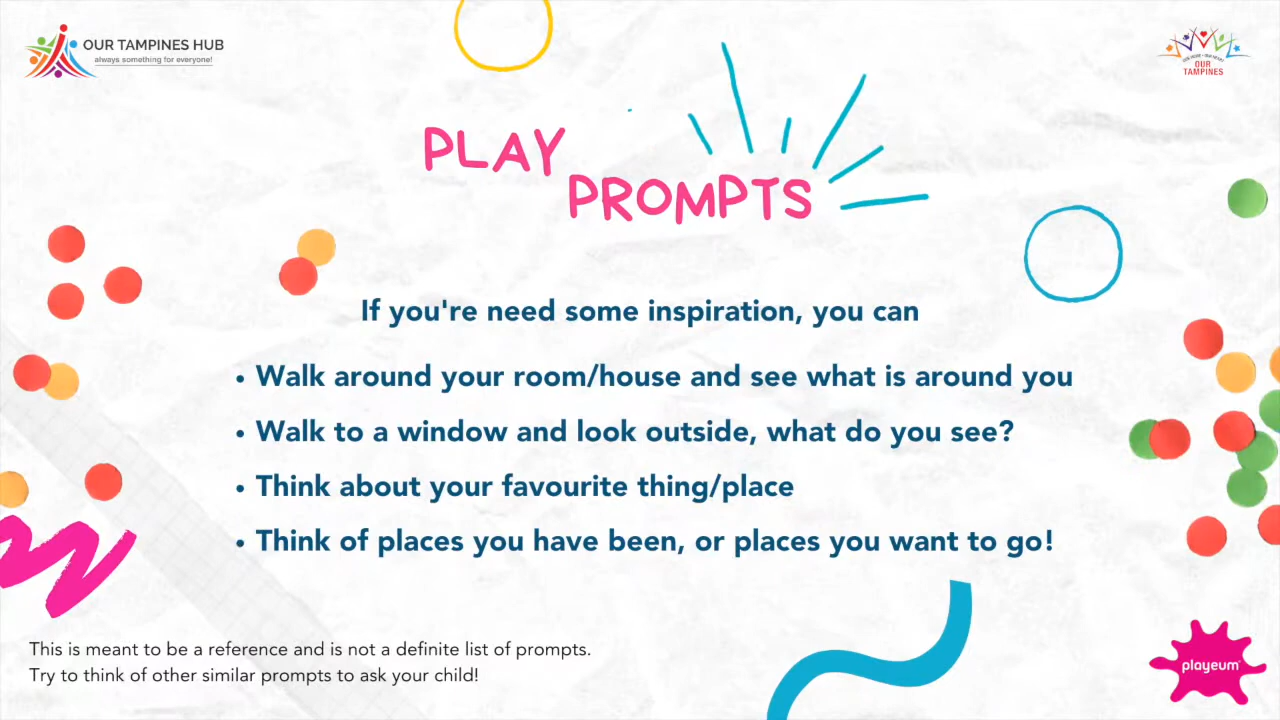 OUR TAMPINES HUB
always something for everyone!
OUR
TAMPINES
PLAY
PROMPTS
If you're need some inspiration, you can
• Walk around your room/house and see what is around you
• Walk to a window and look outside, what do you see?
• Think about your favourite thing/place
• Think of places you have been, or places you want to go!
This is meant to be a reference and is not a definite list of prompts.
Try to think of other similar prompts to ask your child!
playeum